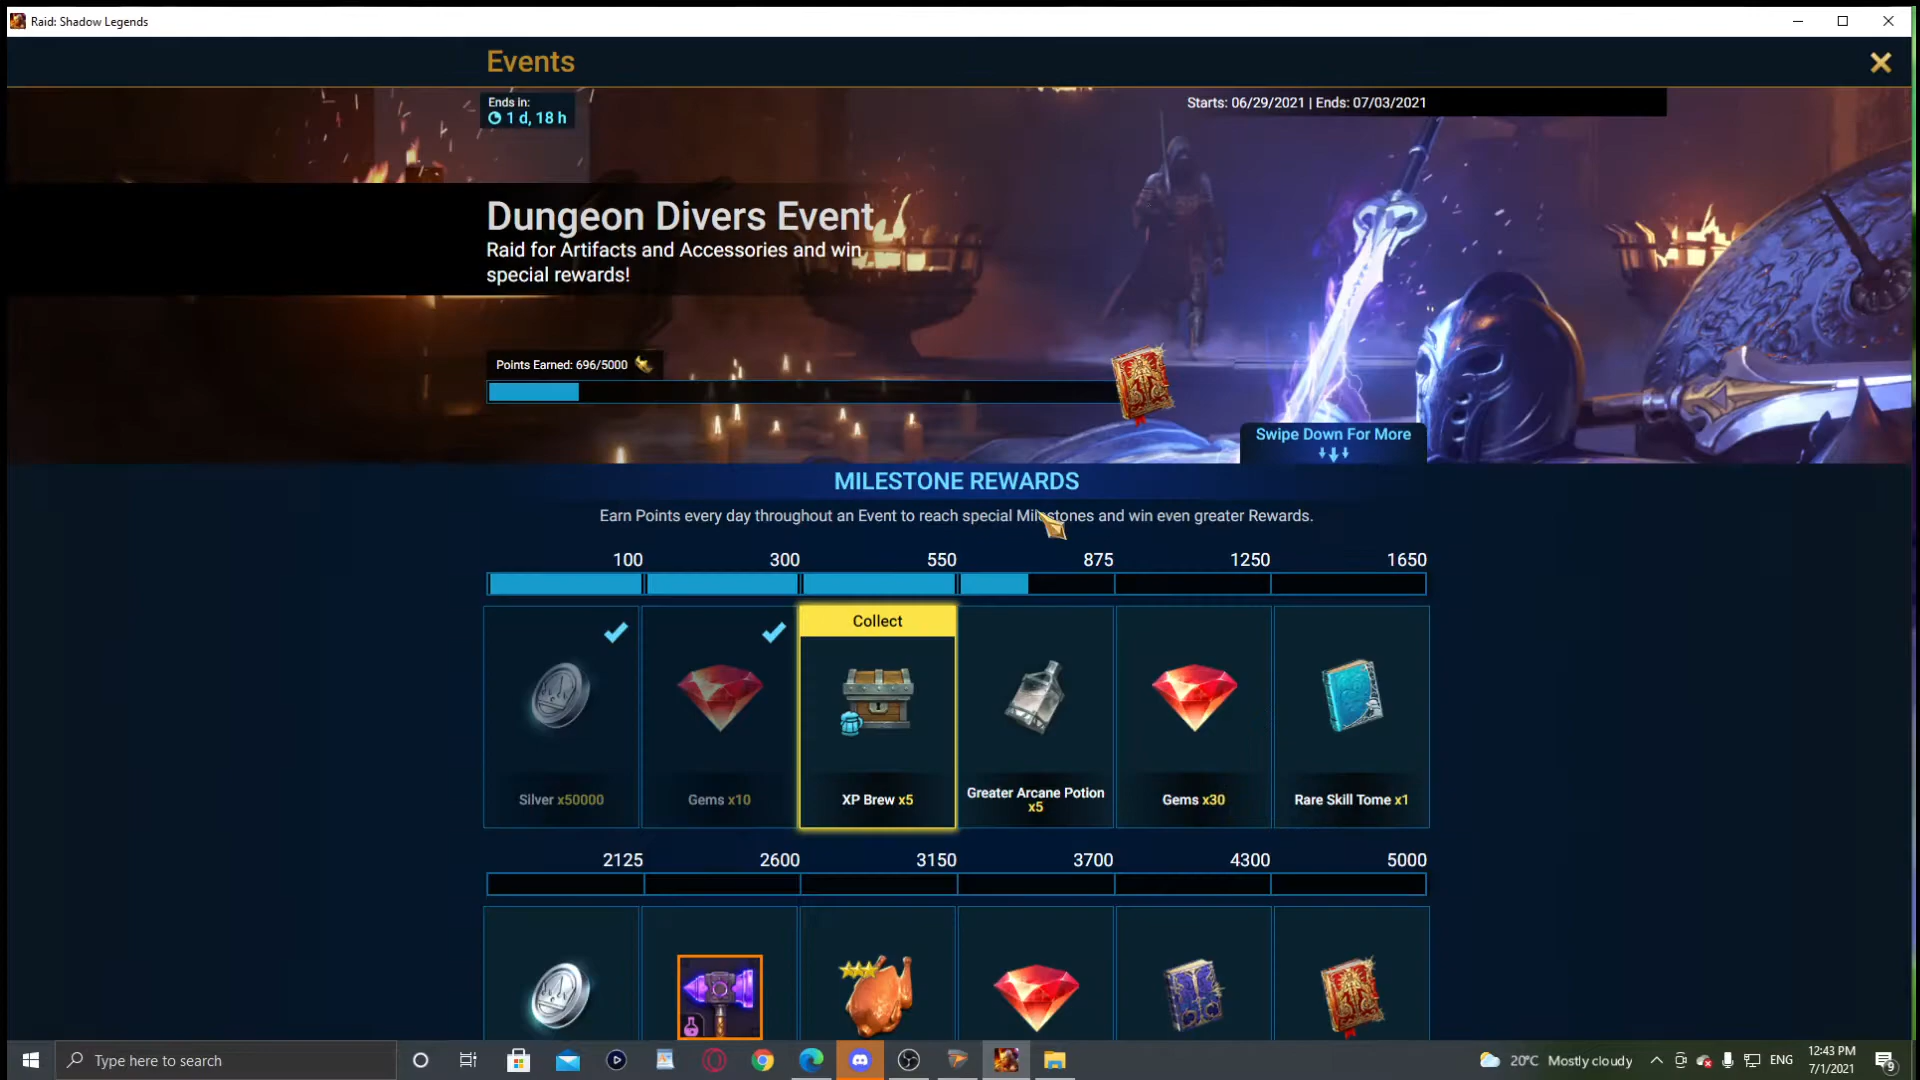 Raid: Shadow Legends
Events
Ends in:
1 d, 18 h
Starts: 06/29/2021 | Ends: 07/03/2021
Dungeon Divers Event
Raid for Artifacts and Accessories and win
special rewards!
Points Earned: 696/5000
Swipe Down For More
MILESTONE REWARDS
Earn Points every day throughout an Event to reach special Milestones and win even greater Rewards.
100 300 550 875 1250 1650
Collect
Silver x50000
Gems x10
XP Brew x5
Greater Arcane Potion
x5
Gems x30
Rare Skill Tome x1
2125 2600 3150 3700 4300 5000
Type here to search
20°C Mostly cloudy
ENG
12:43 PM
7/1/2021
9